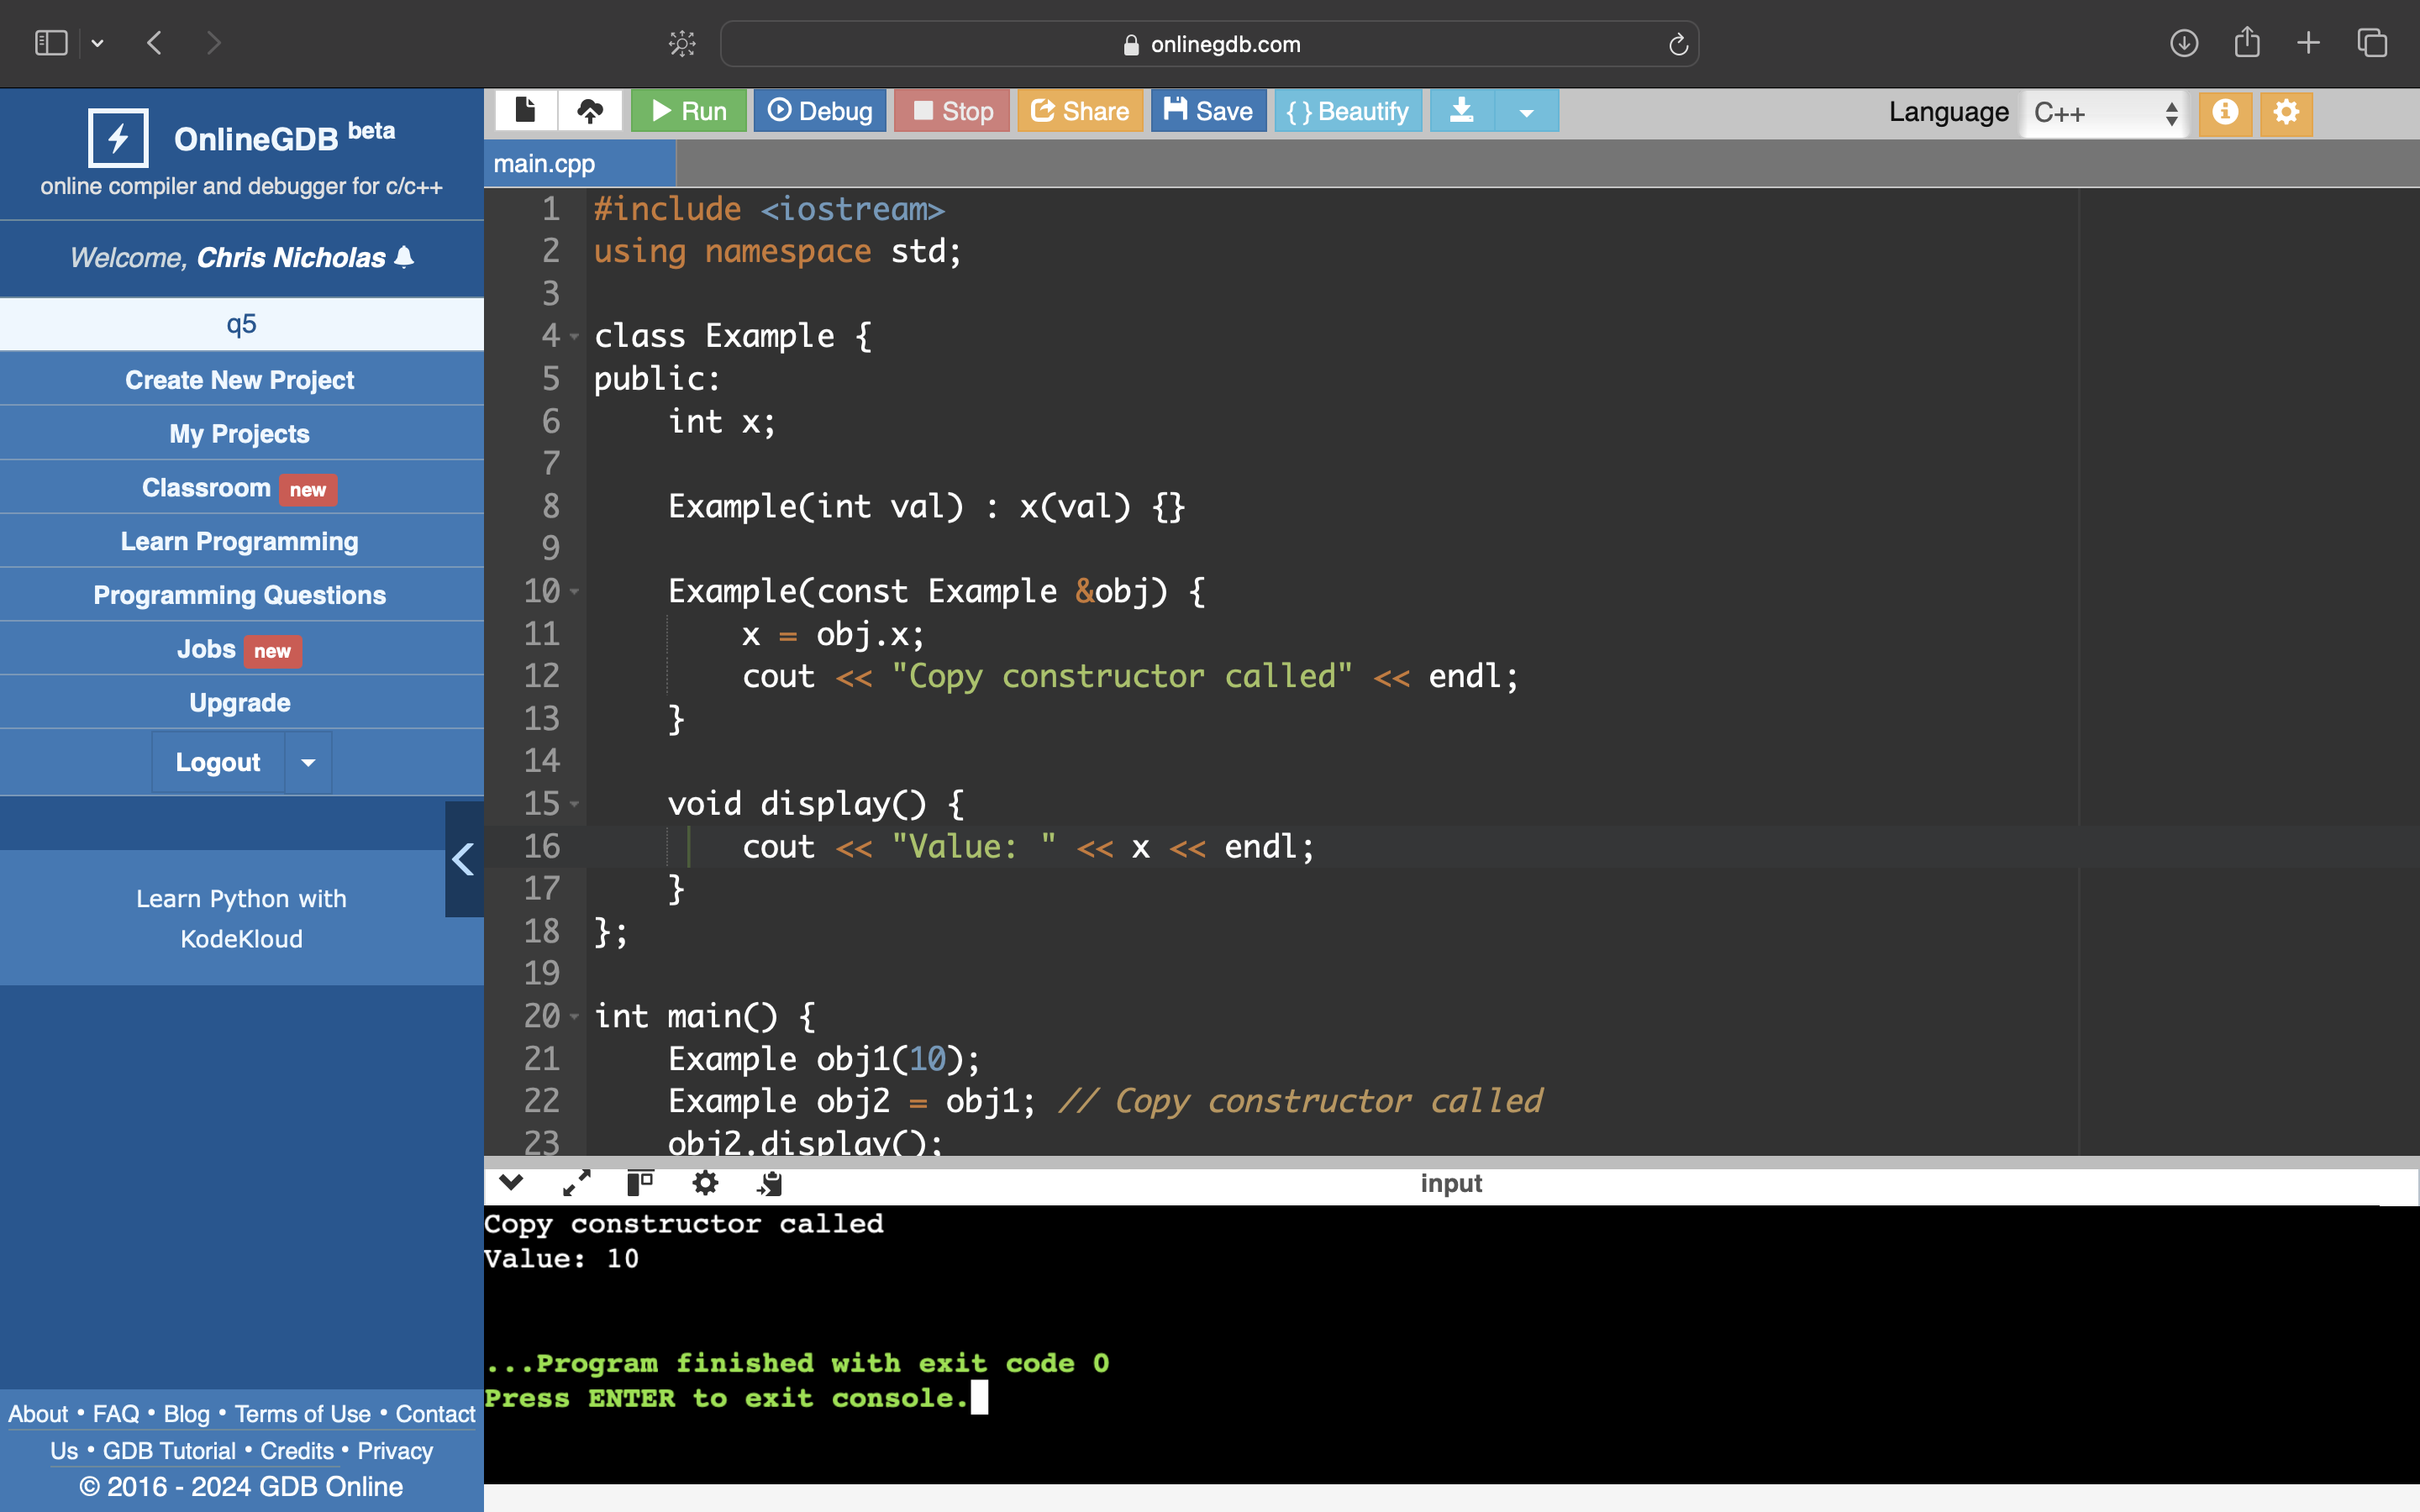 onlinegdb.com
OnlineGDB beta
online compiler and debugger for c/c++
Welcome, Chris Nicholas
q5
Create New Project
My Projects
Classroom new
Learn Programming
Programming Questions
Jobs new
Upgrade
Logout
Learn Python with
KodeKloud
About • FAQ • Blog • Terms of Use • Contact
Us • GDB Tutorial • Credits • Privacy
© 2016 - 2024 GDB Online
Run Debug Stop Share Save { } Beautify Language C++
main.cpp
1 #include <iostream>
2 using namespace std;
3
4 class Example {
5 public:
6     int x;
7
8     Example(int val) : x(val) {}
9
10     Example(const Example &obj) {
11         x = obj.x;
12         cout << "Copy constructor called" << endl;
13     }
14
15     void display() {
16         cout << "Value: " << x << endl;
17     }
18 };
19
20 int main() {
21     Example obj1(10);
22     Example obj2 = obj1; // Copy constructor called
23     obj2.display();
input
Copy constructor called
Value: 10
...Program finished with exit code 0
Press ENTER to exit console.